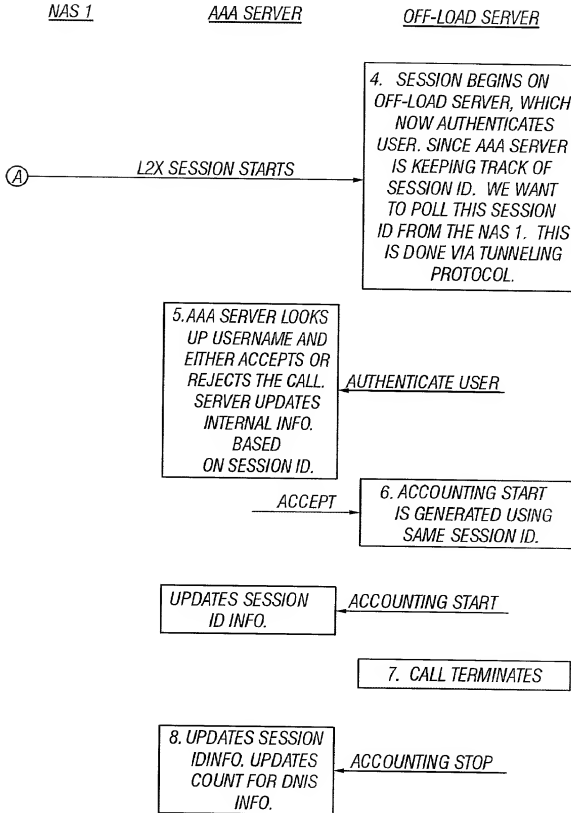 NAS 1 AAA SERVER OFF-LOAD SERVER
4. SESSION BEGINS ON
OFF-LOAD SERVER, WHICH
NOW AUTHENTICATES
USER. SINCE AAA SERVER
IS KEEPING TRACK OF
SESSION ID. WE WANT
TO POLL THIS SESSION
ID FROM THE NAS 1. THIS
IS DONE VIA TUNNELING
PROTOCOL.
A
L2X SESSION STARTS
5. AAA SERVER LOOKS
UP USERNAME AND
EITHER ACCEPTS OR
REJECTS THE CALL.
SERVER UPDATES
INTERNAL INFO.
BASED
ON SESSION ID.
AUTHENTICATE USER
ACCEPT
6. ACCOUNTING START
IS GENERATED USING
SAME SESSION ID.
UPDATES SESSION
ID INFO.
ACCOUNTING START
7. CALL TERMINATES
8. UPDATES SESSION
IDINFO. UPDATES
COUNT FOR DNIS
INFO.
ACCOUNTING STOP